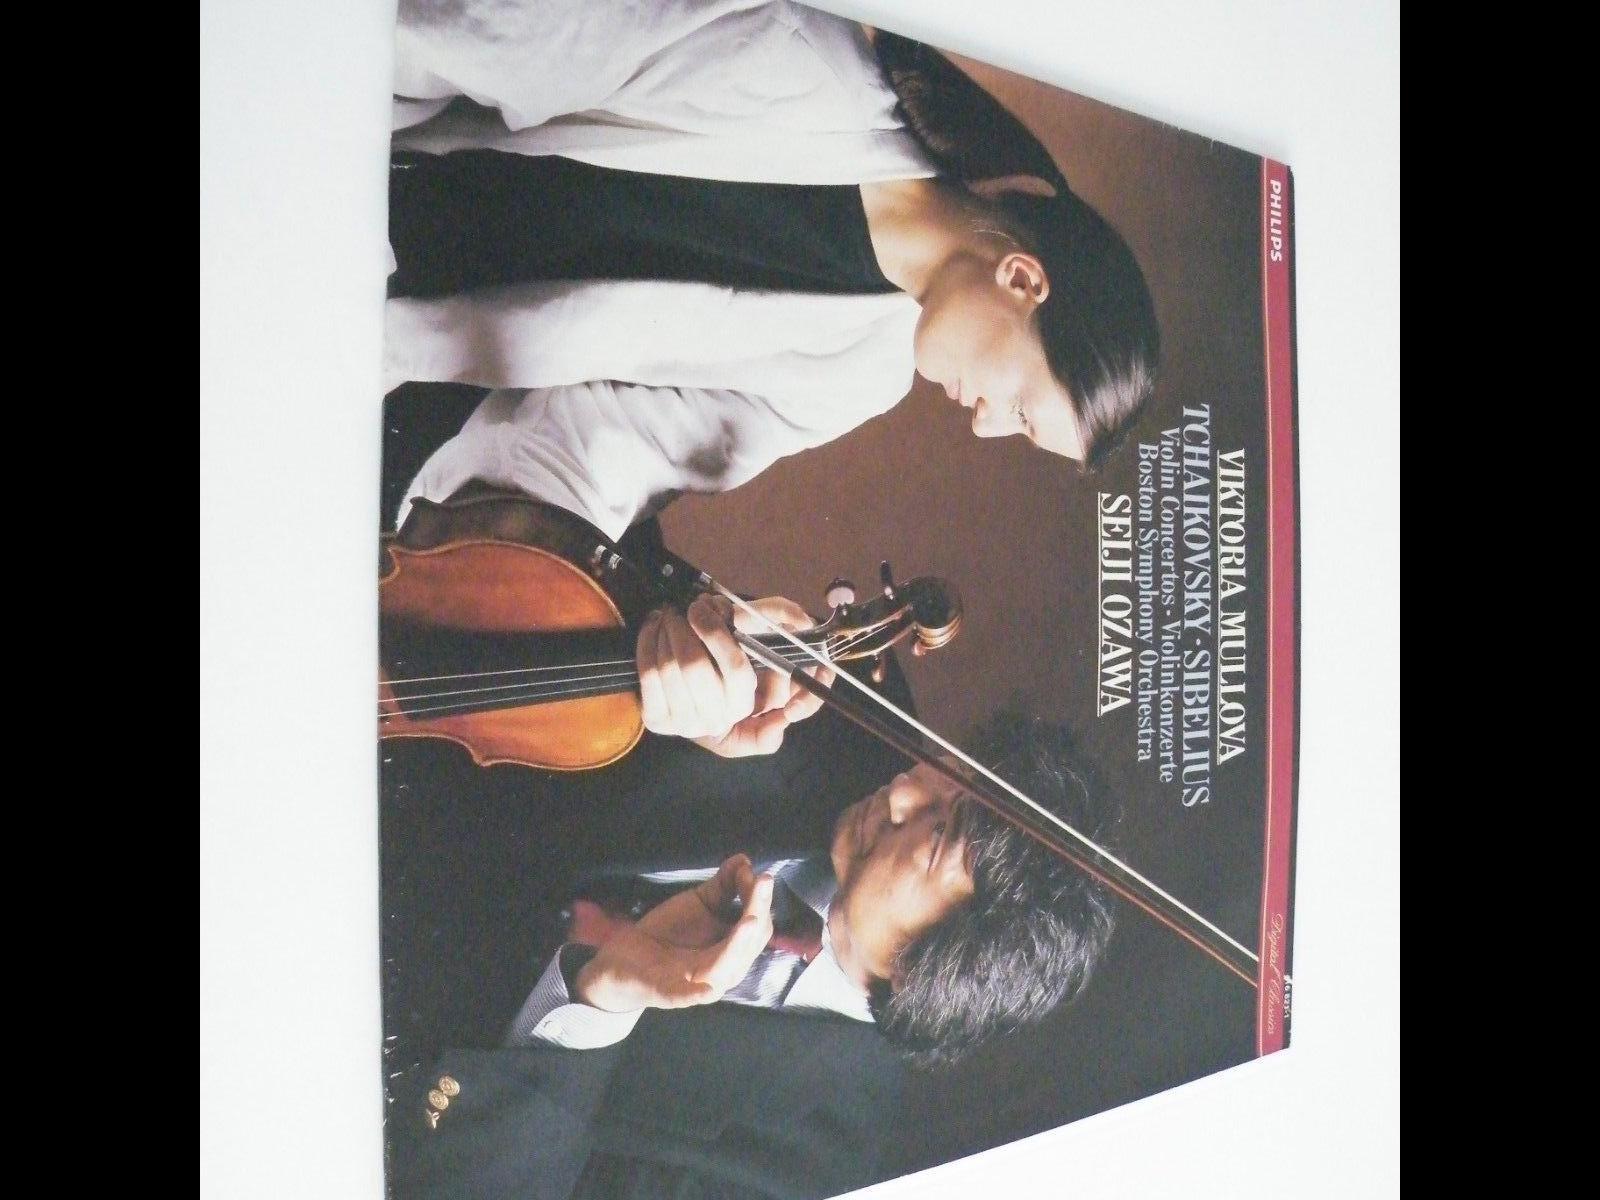 PHILIPS
Digital Classics
VIKTORIA MULLOVA
TCHAIKOVSKY · SIBELIUS
Violin Concertos · Violinkonzerte
Boston Symphony Orchestra
SEIJI OZAWA